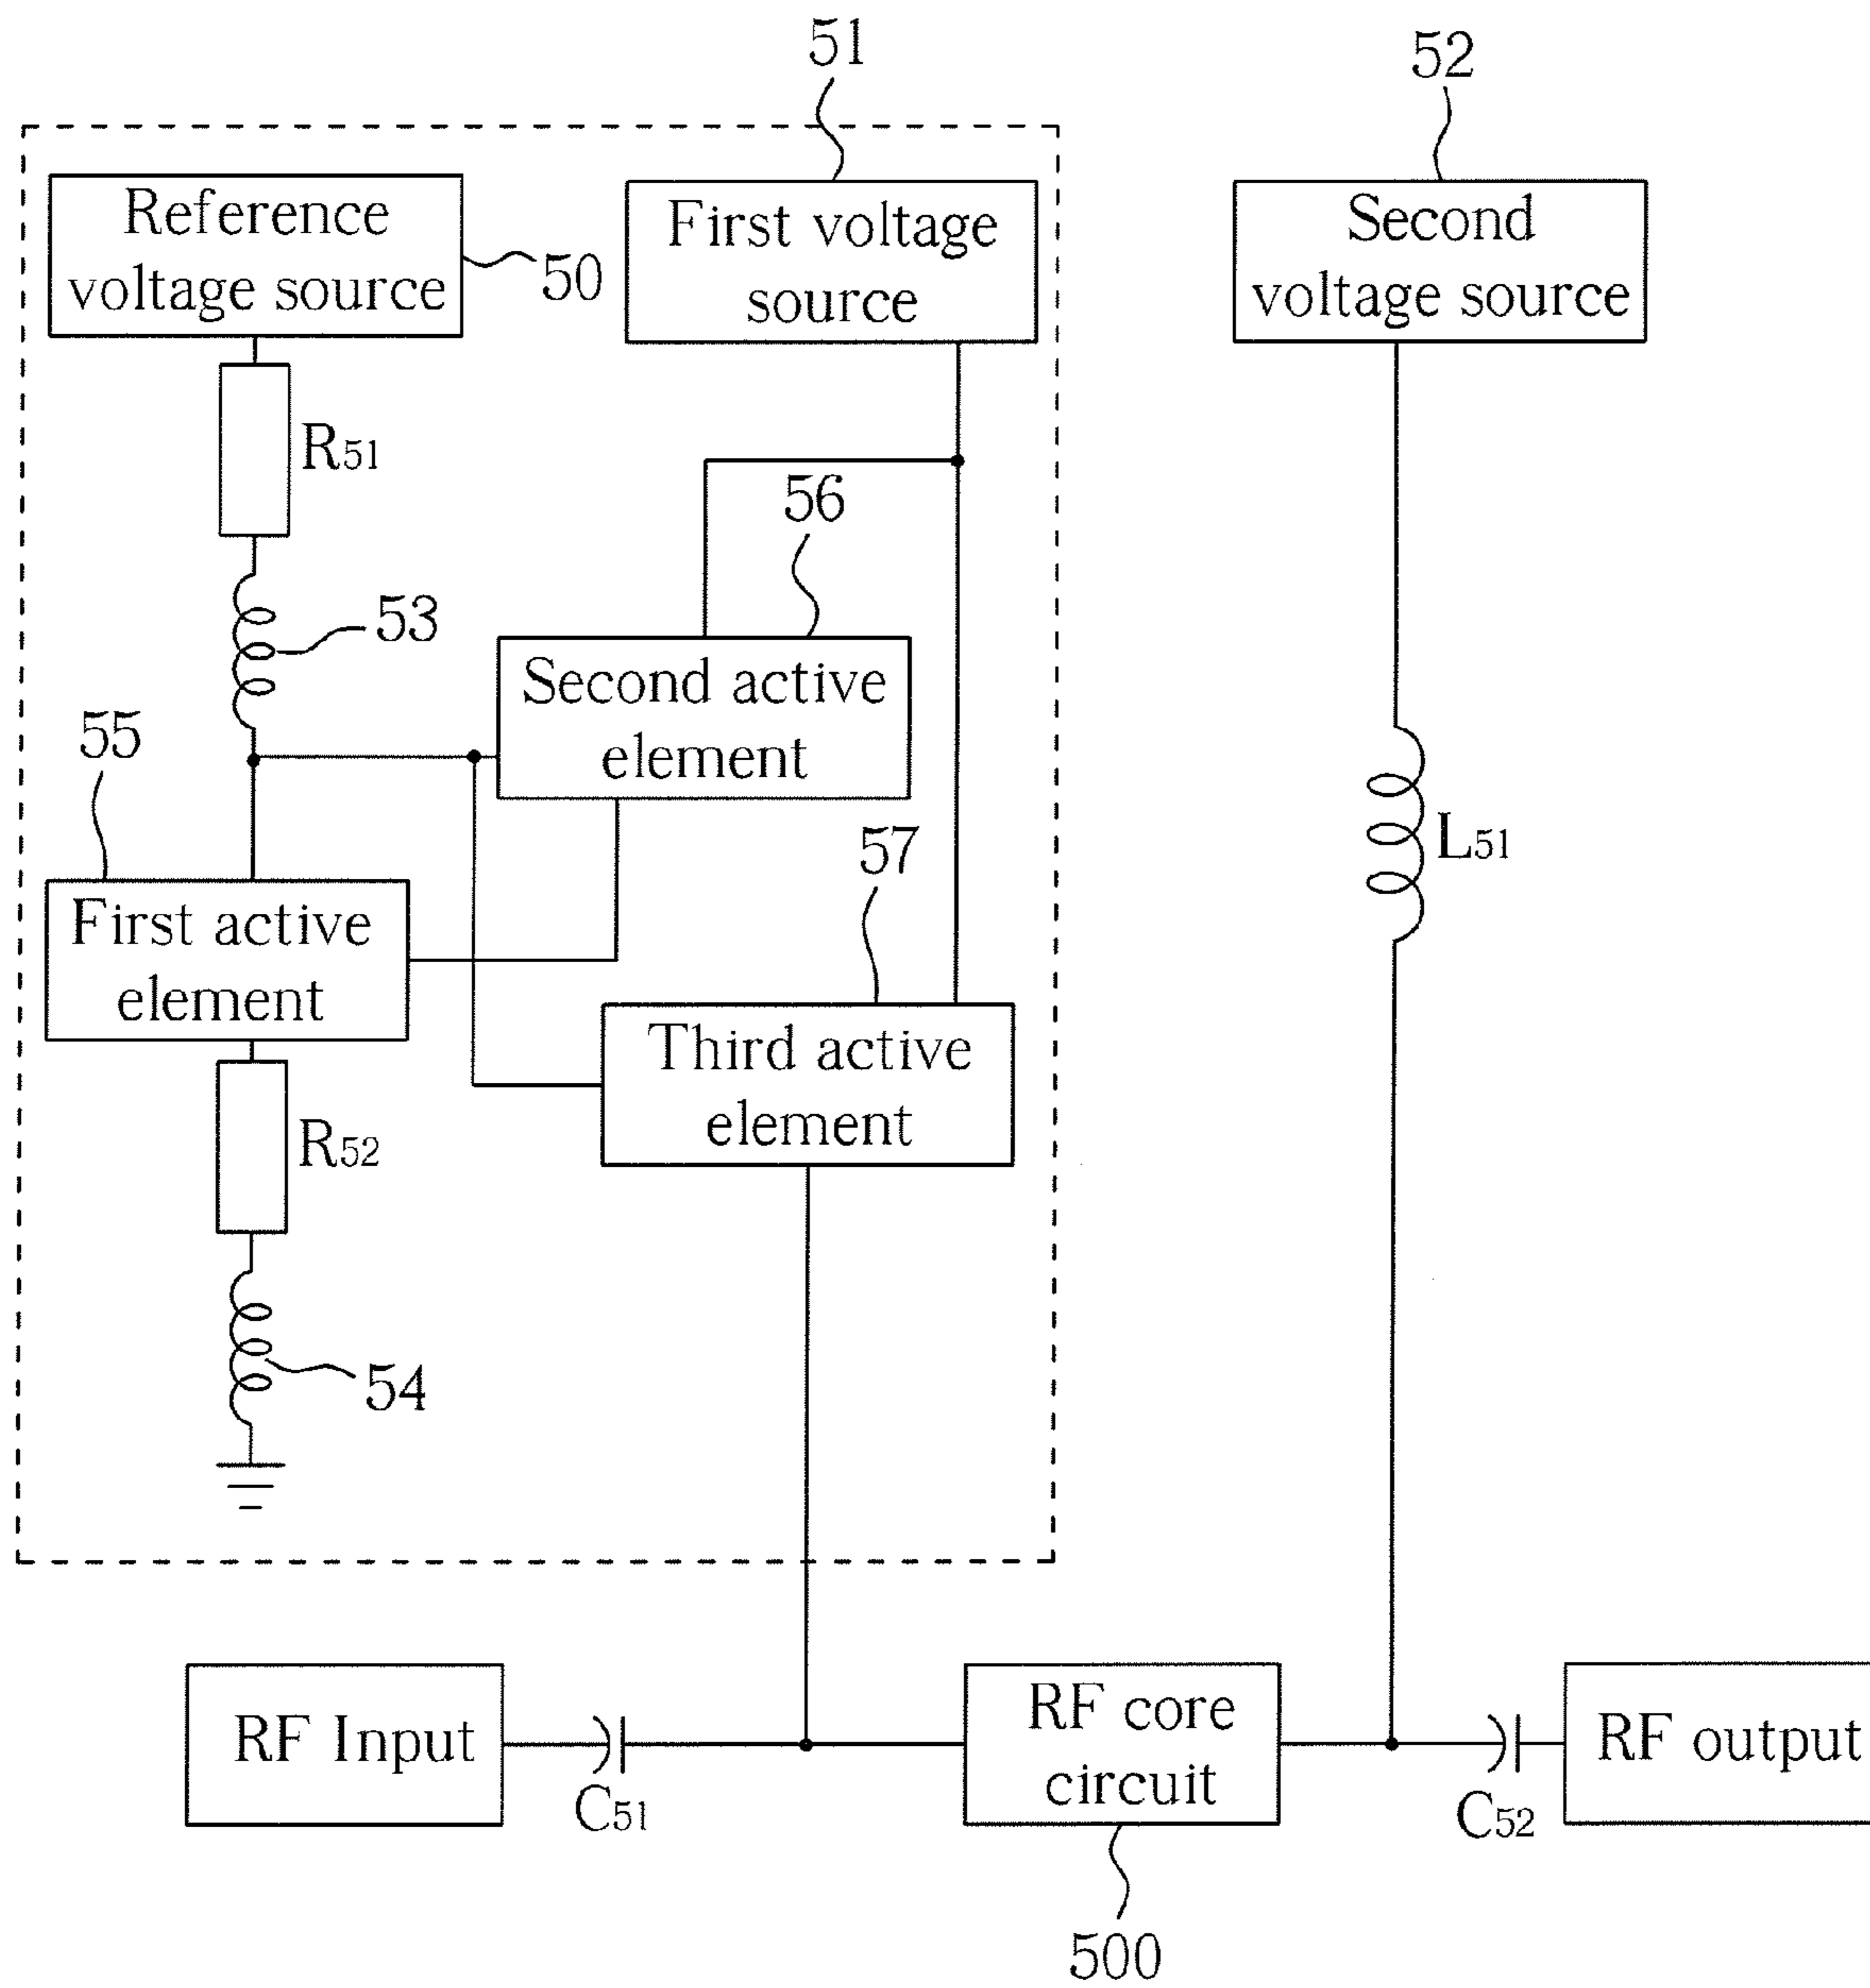 51
52
Reference
voltage source
50
First voltage
source
Second
voltage source
R51
56
53
Second active
element
55
57
L51
First active
element
Third active
element
R52
54
RF Input
C51
RF core
circuit
C52
RF output
500